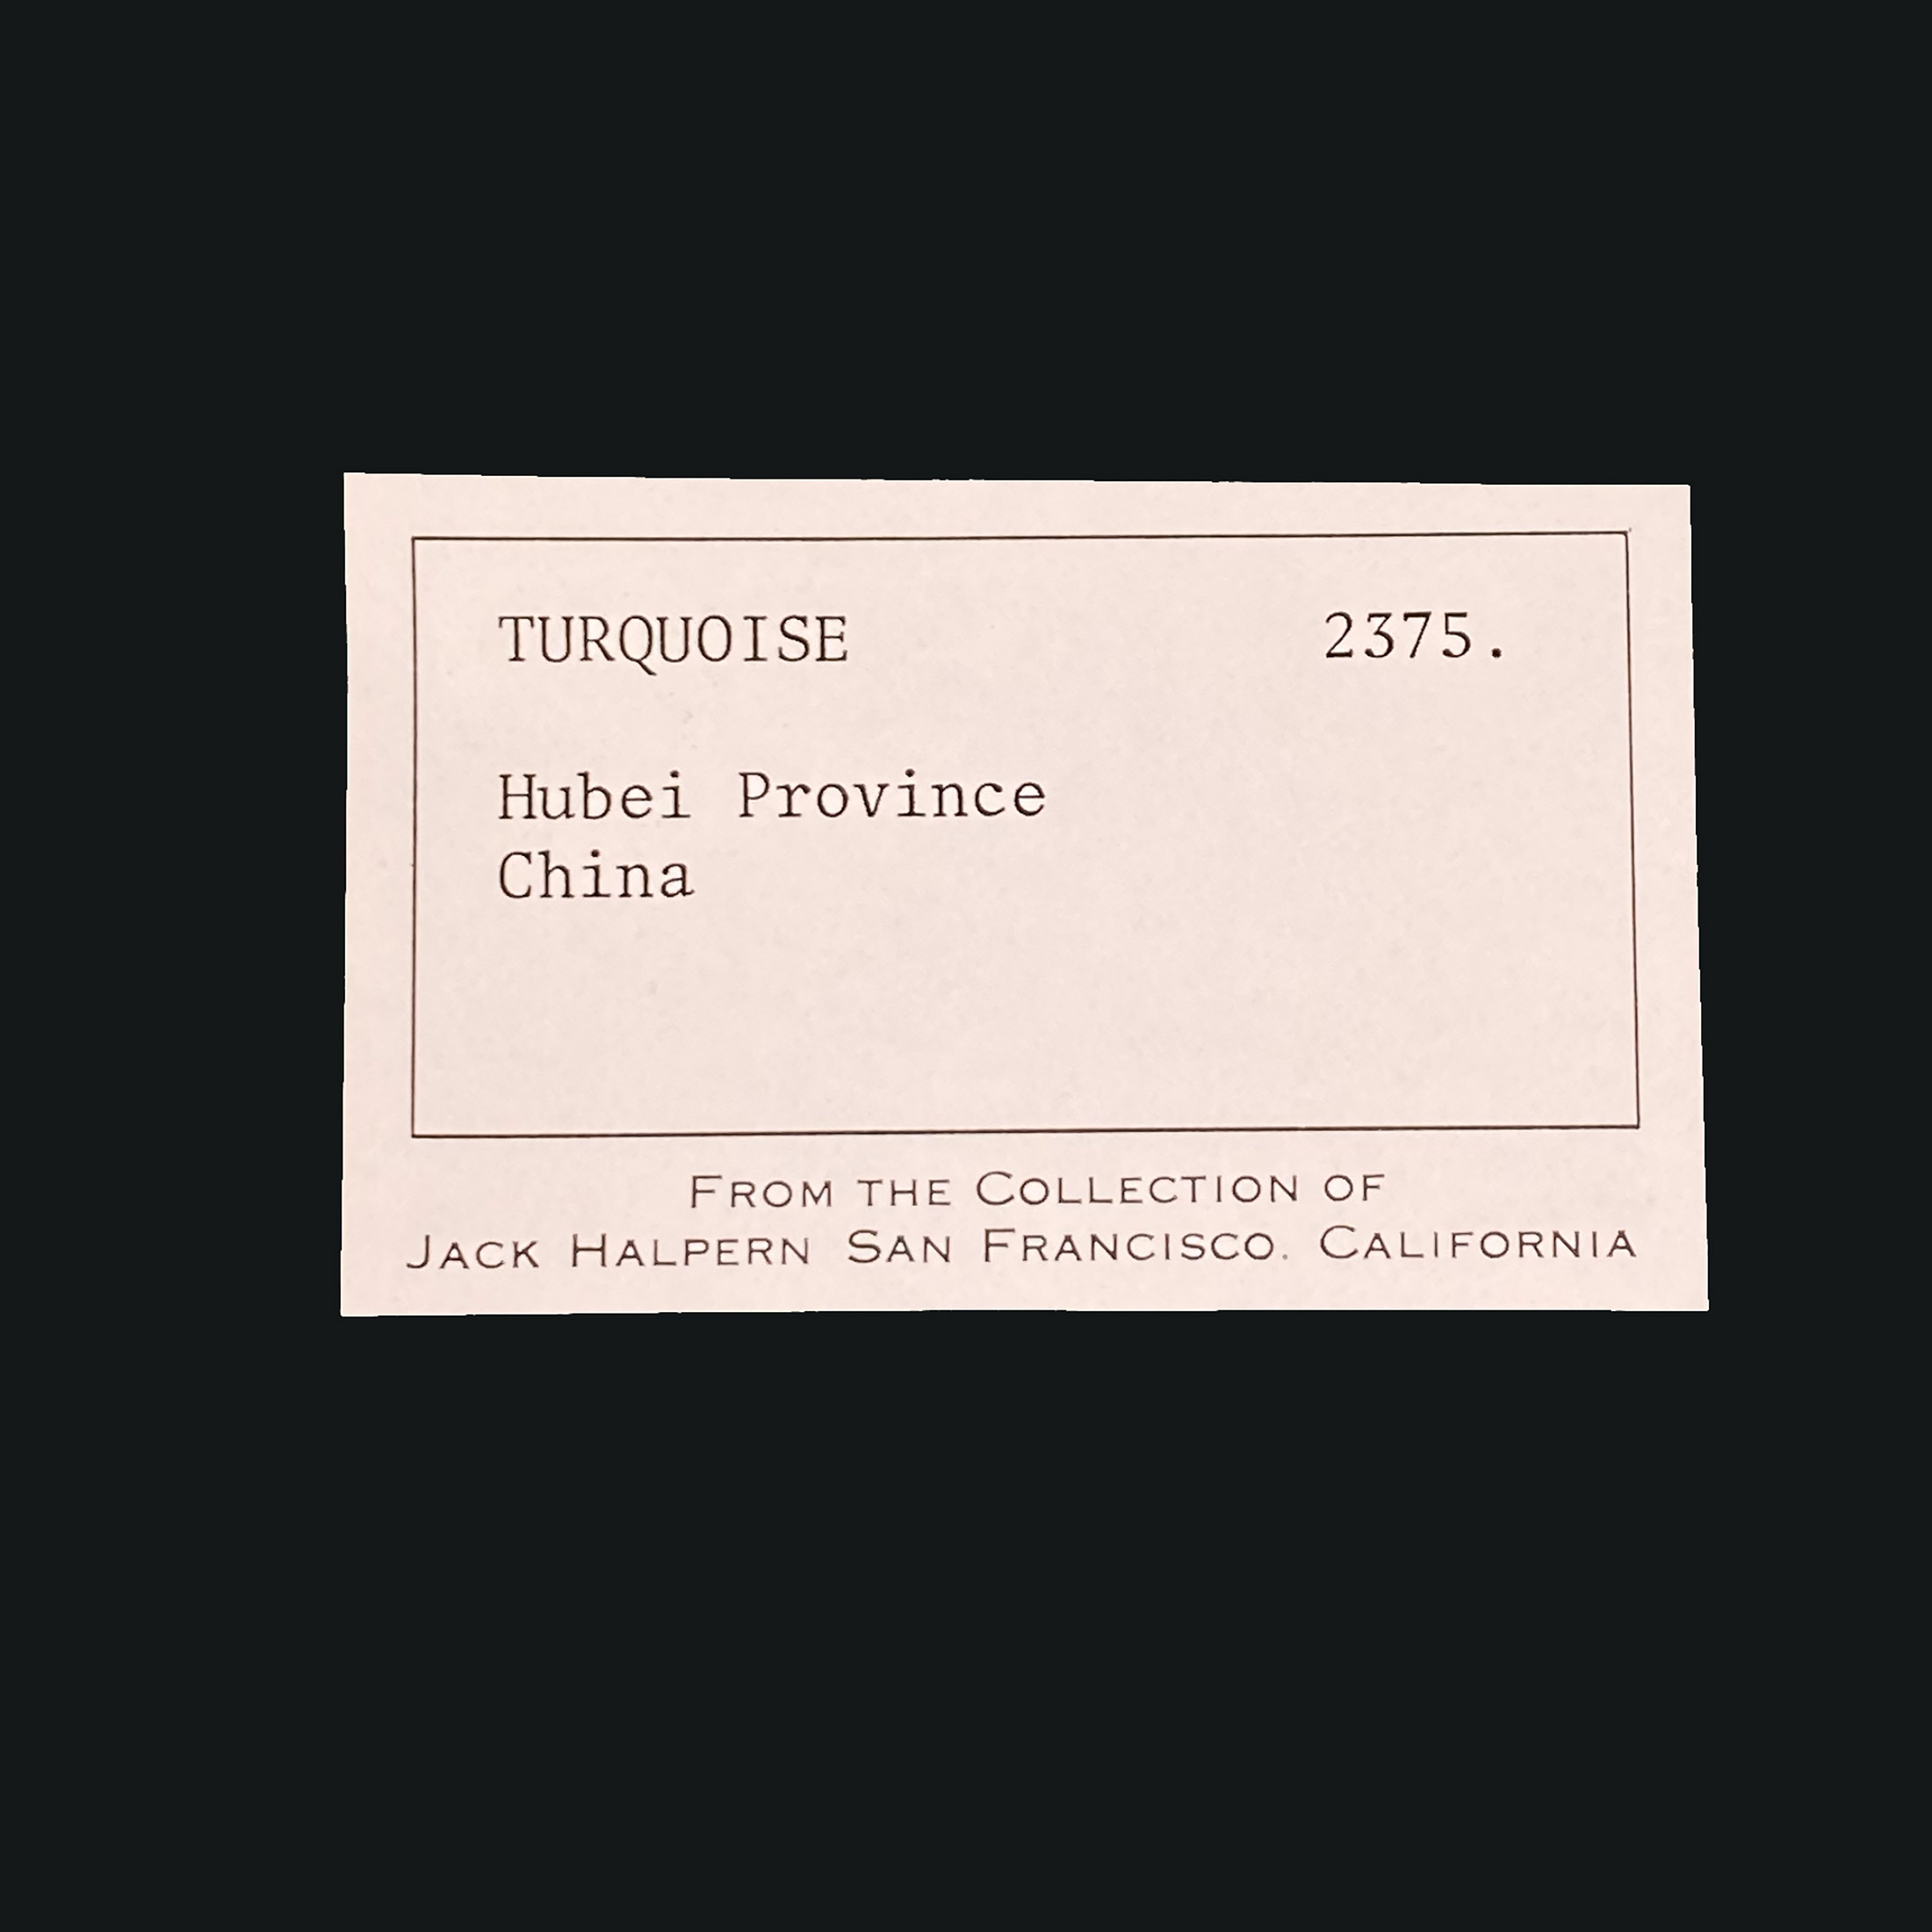 TURQUOISE 2375.
Hubei Province
China
FROM THE COLLECTION OF
JACK HALPERN SAN FRANCISCO. CALIFORNIA